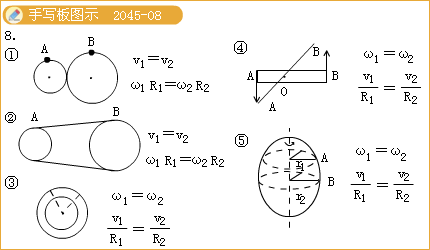 手写板图示 2045-08
8.
①
A
B
v₁=v₂
ω₁ R₁=ω₂ R₂
②
A
B
v₁=v₂
ω₁ R₁=ω₂ R₂
③
ω₁=ω₂
v₁/R₁ = v₂/R₂
④
B
A
B
O
A
ω₁=ω₂
v₁/R₁ = v₂/R₂
⑤
r₁
A
B
r₂
ω₁=ω₂
v₁/R₁ = v₂/R₂